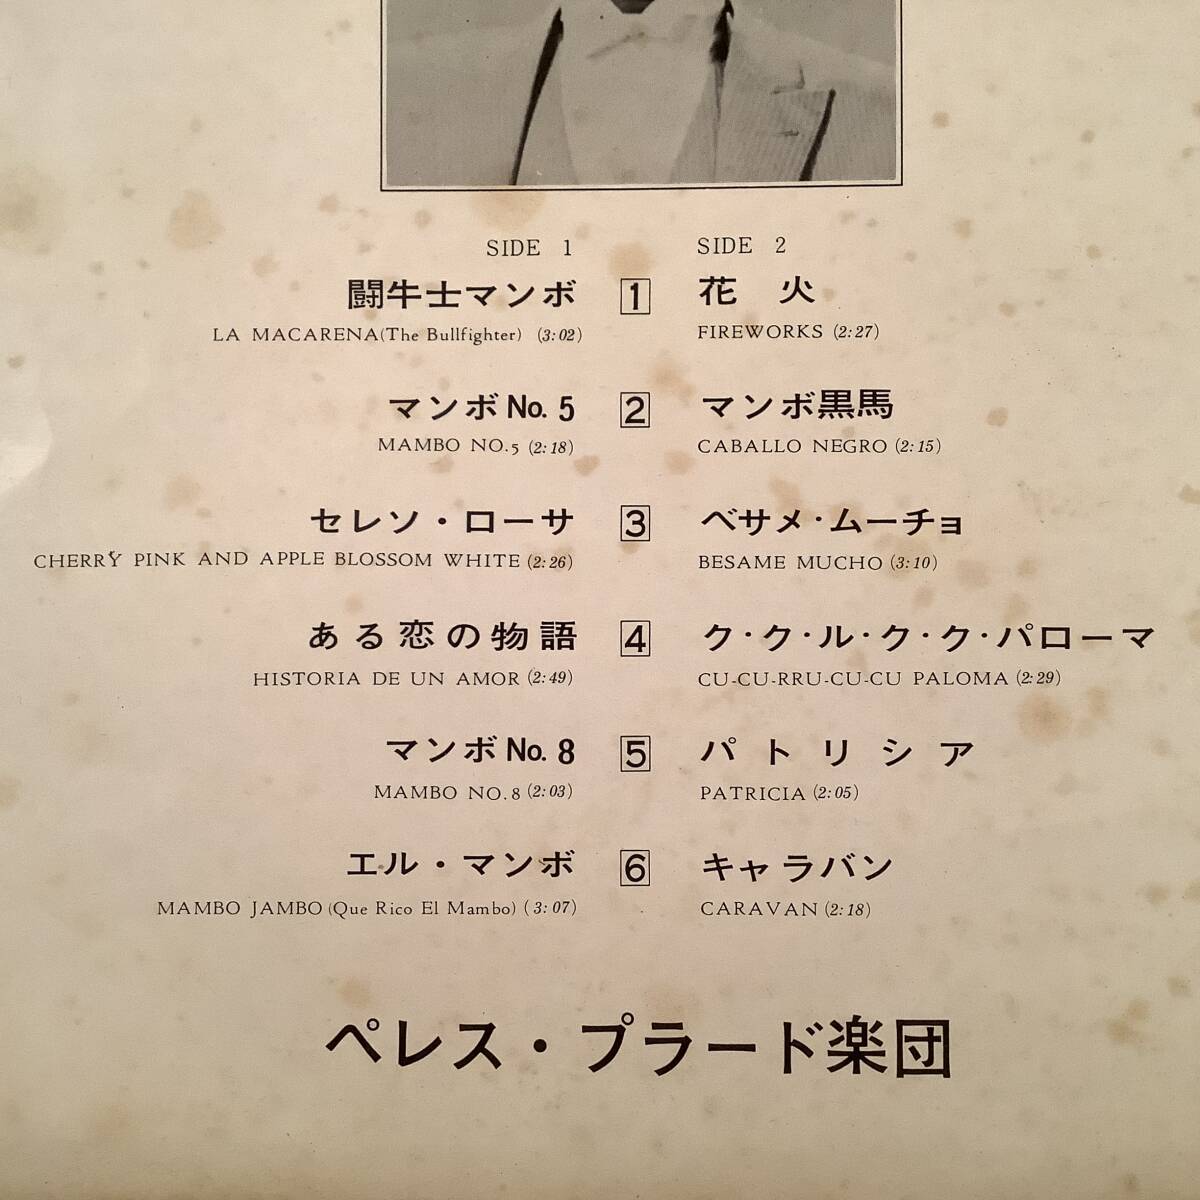 SIDE 1
闘牛士マンボ
LA MACARENA(The Bullfighter) (3:02)
マンボNo. 5
MAMBO NO.5 (2:18)
セレソ・ローサ
CHERRY PINK AND APPLE BLOSSOM WHITE (2:26)
ある恋の物語
HISTORIA DE UN AMOR (2:49)
マンボNo. 8
MAMBO NO.8 (2:03)
エル・マンボ
MAMBO JAMBO (Que Rico El Mambo) (3:07)
1
2
3
4
5
6
SIDE 2
花 火
FIREWORKS (2:27)
マンボ黒馬
CABALLO NEGRO (2:15)
ベサメ・ムーチョ
BESAME MUCHO (3:10)
ク・ク・ル・ク・ク・パローマ
CU-CU-RRU-CU-CU PALOMA (2:29)
パトリシア
PATRICIA (2:05)
キャラバン
CARAVAN (2:18)
ペレス・プラード楽団